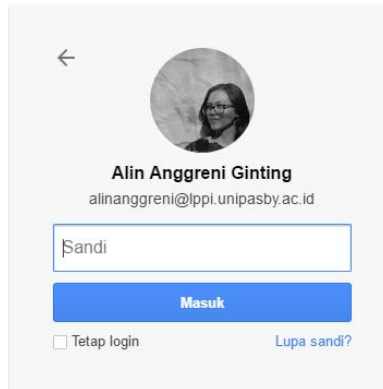 Alin Anggreni Ginting
alinanggreni@lppi.unipasby.ac.id
Sandi
Masuk
Tetap login Lupa sandi?